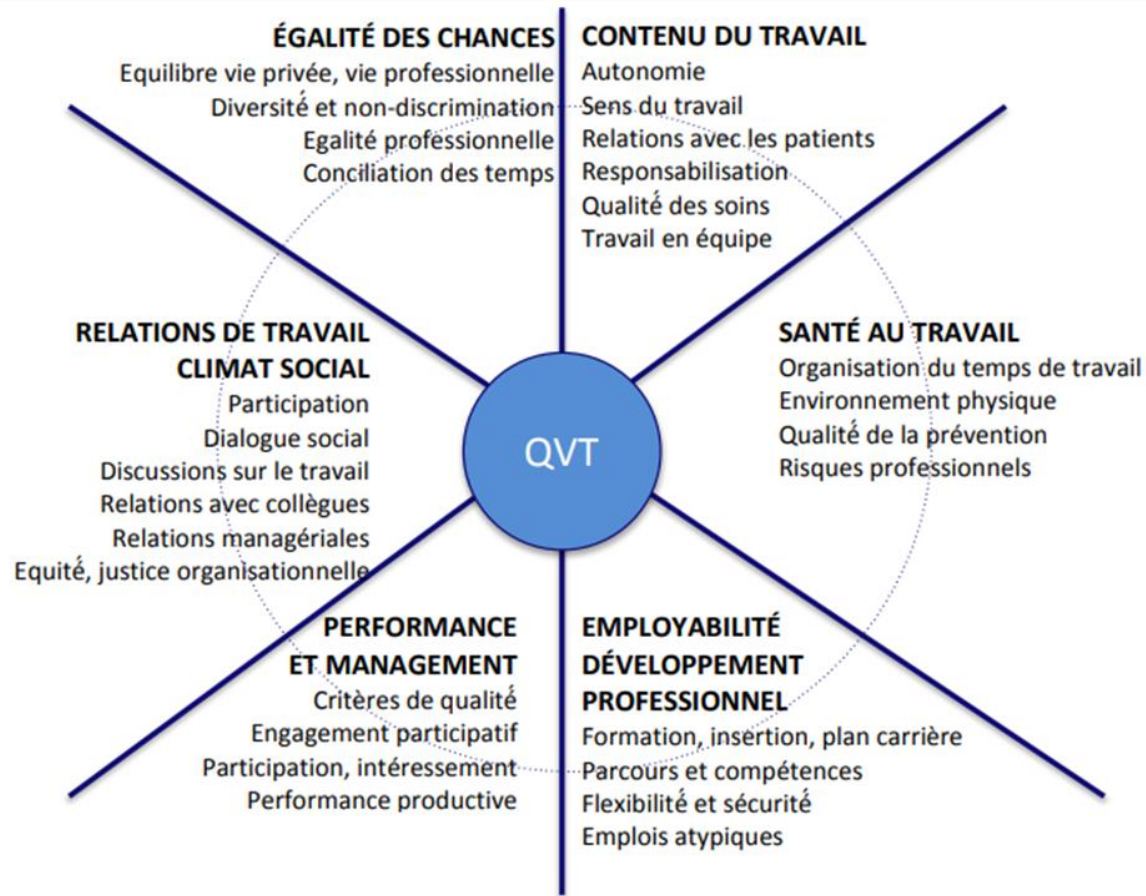 ÉGALITÉ DES CHANCES
Equilibre vie privée, vie professionnelle
Diversité et non-discrimination
Egalité professionnelle
Conciliation des temps
CONTENU DU TRAVAIL
Autonomie
Sens du travail
Relations avec les patients
Responsabilisation
Qualité des soins
Travail en équipe
RELATIONS DE TRAVAIL
CLIMAT SOCIAL
Participation
Dialogue social
Discussions sur le travail
Relations avec collègues
Relations managériales
Equité, justice organisationnelle
QVT
SANTÉ AU TRAVAIL
Organisation du temps de travail
Environnement physique
Qualité de la prévention
Risques professionnels
PERFORMANCE
ET MANAGEMENT
Critères de qualité
Engagement participatif
Participation, intéressement
Performance productive
EMPLOYABILITÉ
DÉVELOPPEMENT
PROFESSIONNEL
Formation, insertion, plan carrière
Parcours et compétences
Flexibilité et sécurité
Emplois atypiques